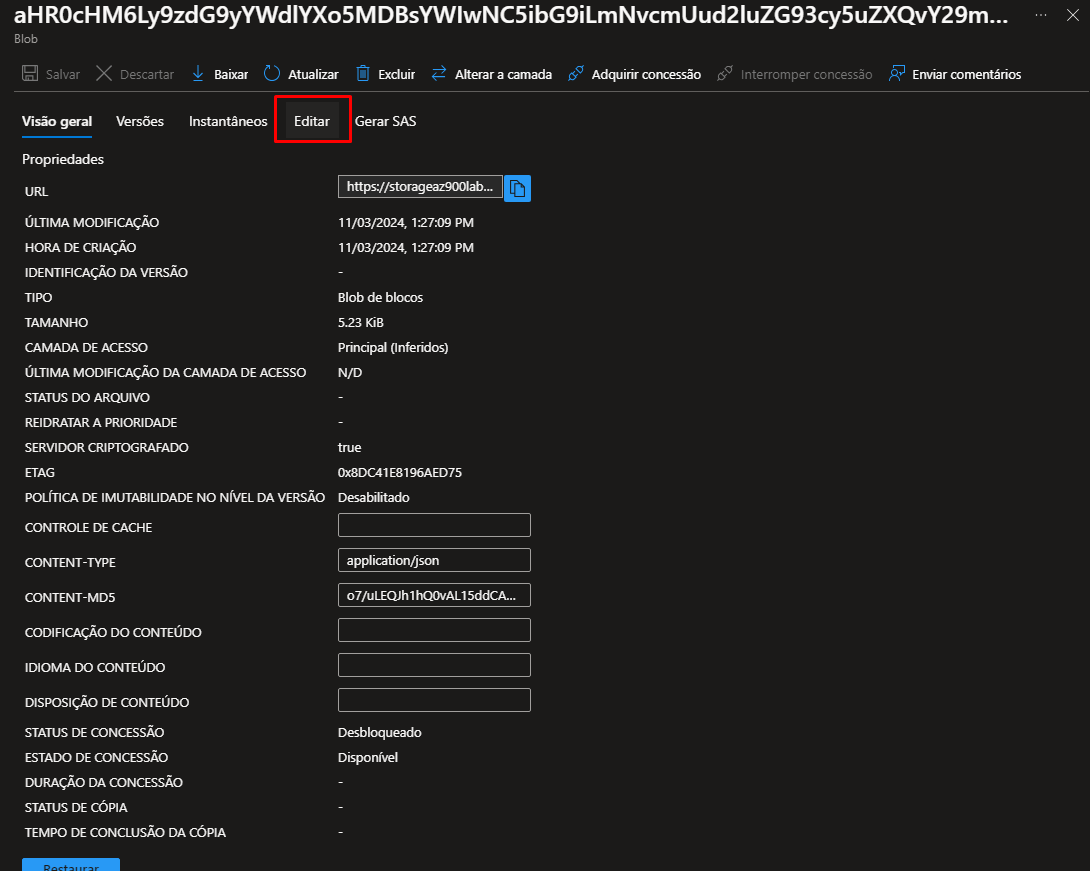 aHR0cHM6Ly9zdG9yYWdlYXo5MDBsYWIwNC5ibG9iLmNvcmUud2luZG93cy5uZXQvY29m...
Blob
Salvar Descartar Baixar Atualizar Excluir Alterar a camada Adquirir concessão Interromper concessão Enviar comentários
Visão geral Versões Instantâneos Editar Gerar SAS
Propriedades
URL https://storageaz900lab...
ÚLTIMA MODIFICAÇÃO 11/03/2024, 1:27:09 PM
HORA DE CRIAÇÃO 11/03/2024, 1:27:09 PM
IDENTIFICAÇÃO DA VERSÃO -
TIPO Blob de blocos
TAMANHO 5.23 KiB
CAMADA DE ACESSO Principal (Inferidos)
ÚLTIMA MODIFICAÇÃO DA CAMADA DE ACESSO N/D
STATUS DO ARQUIVO -
REIDRATAR A PRIORIDADE -
SERVIDOR CRIPTOGRAFADO true
ETAG 0x8DC41E8196AED75
POLÍTICA DE IMUTABILIDADE NO NÍVEL DA VERSÃO Desabilitado
CONTROLE DE CACHE
CONTENT-TYPE application/json
CONTENT-MD5 o7/uLEQJh1hQ0vAL15ddCA...
CODIFICAÇÃO DO CONTEÚDO
IDIOMA DO CONTEÚDO
DISPOSIÇÃO DE CONTEÚDO
STATUS DE CONCESSÃO Desbloqueado
ESTADO DE CONCESSÃO Disponível
DURAÇÃO DA CONCESSÃO -
STATUS DE CÓPIA -
TEMPO DE CONCLUSÃO DA CÓPIA -
Restaurar